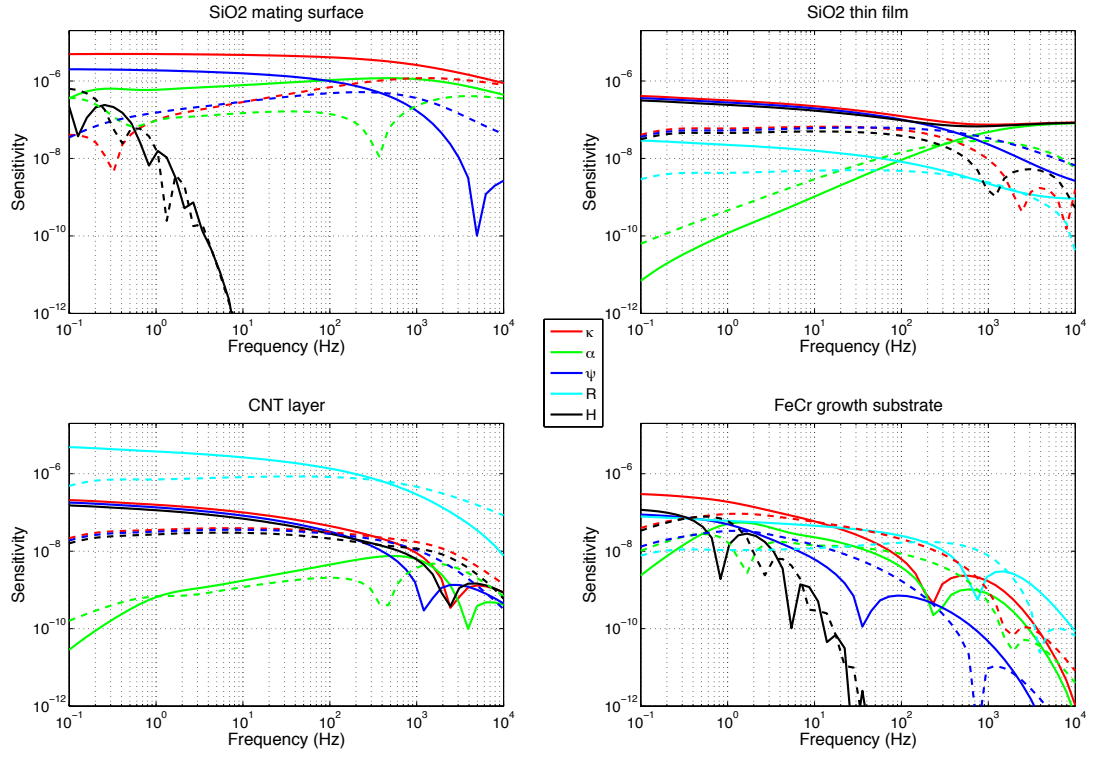 SiO2 mating surface
10^-6
10^-8
10^-10
10^-12
Sensitivity
10^-1 10^0 10^1 10^2 10^3 10^4
Frequency (Hz)
SiO2 thin film
10^-6
10^-8
10^-10
10^-12
Sensitivity
10^-1 10^0 10^1 10^2 10^3 10^4
Frequency (Hz)
κ
α
ψ
R
H
CNT layer
10^-6
10^-8
10^-10
10^-12
Sensitivity
10^-1 10^0 10^1 10^2 10^3 10^4
Frequency (Hz)
FeCr growth substrate
10^-6
10^-8
10^-10
10^-12
Sensitivity
10^-1 10^0 10^1 10^2 10^3 10^4
Frequency (Hz)